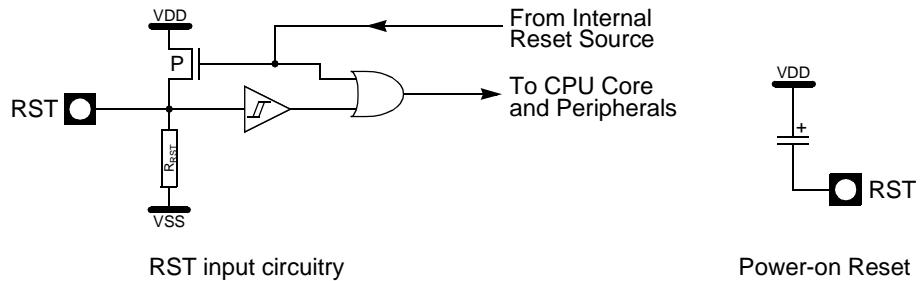 VDD
From Internal
Reset Source
P
To CPU Core
and Peripherals
RST
RRST
VSS
VDD
+
RST
RST input circuitry
Power-on Reset